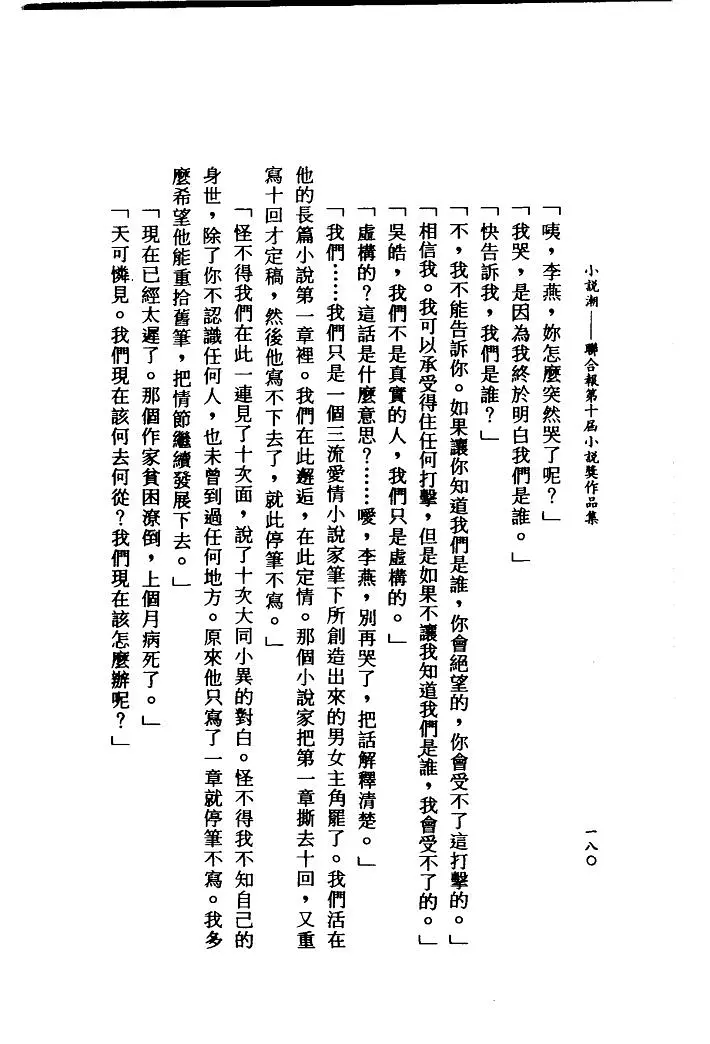 小說潮──聯合報第十屆小說獎作品集
一八〇
「咦，李燕，妳怎麼突然哭了呢？」
「我哭，是因為我終於明白我們是誰。」
「快告訴我，我們是誰？」
「不，我不能告訴你。如果讓你知道我們是誰，你會絕望的，你會受不了這打擊的。」
「相信我。我可以承受得住任何打擊，但是如果不讓我知道我們是誰，我會受不了的。」
「吳皓，我們不是真實的人，我們只是虛構的。」
「虛構的？這話是什麼意思？……噯，李燕，別再哭了，把話解釋清楚。」
「我們……我們只是一個三流愛情小說家筆下所創造出來的男女主角罷了。我們活在
他的長篇小說第一章裡。我們在此邂逅，在此定情。那個小說家把第一章撕去十回，又重
寫十回才定稿，然後他寫不下去了，就此停筆不寫。」
「怪不得我們在此一連見了十次面，說了十次大同小異的對白。怪不得我不知自己的
身世，除了你不認識任何人，也未曾到過任何地方。原來他只寫了一章就停筆不寫。我多
麼希望他能重拾舊筆，把情節繼續發展下去。」
「現在已經太遲了。那個作家貧困潦倒，上個月病死了。」
「天可憐見。我們現在該何去何從？我們現在該怎麼辦呢？」